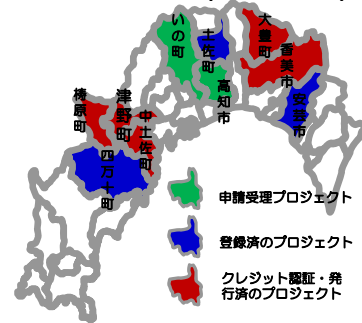 いの町
土佐町
大豊町
香美市
高知市
安芸市
梼原町
津野町
中土佐町
四万十町
申請受理プロジェクト
登録済のプロジェクト
クレジット認証・発
行済のプロジェクト